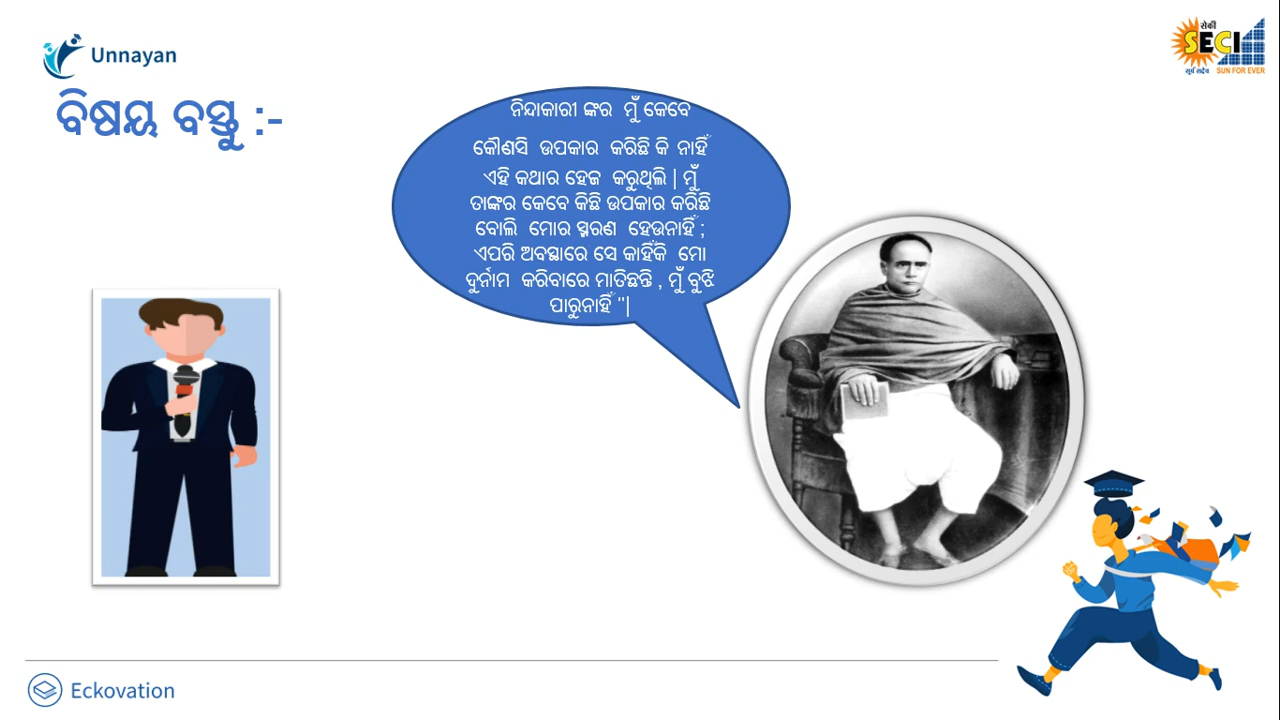 Unnayan
सेकी
SECI
सूर्य सदैव SUN FOR EVER
ବିଷୟ ବସ୍ତୁ :-
ନିନ୍ଦାକାରୀ ଙ୍କର ମୁଁ କେବେ
କୌଣସି ଉପକାର କରିଛି କି ନାହିଁ
ଏହି କଥାର ହେଜ କରୁଥିଲି | ମୁଁ
ତାଙ୍କର କେବେ କିଛି ଉପକାର କରିଛି
ବୋଲି ମୋର ସ୍ମରଣ ହେଉନାହିଁ ;
ଏପରି ଅବସ୍ଥାରେ ସେ କାହିଁକି ମୋ
ଦୁର୍ନାମ କରିବାରେ ମାତିଛନ୍ତି , ମୁଁ ବୁଝି
ପାରୁନାହିଁ "|
Eckovation